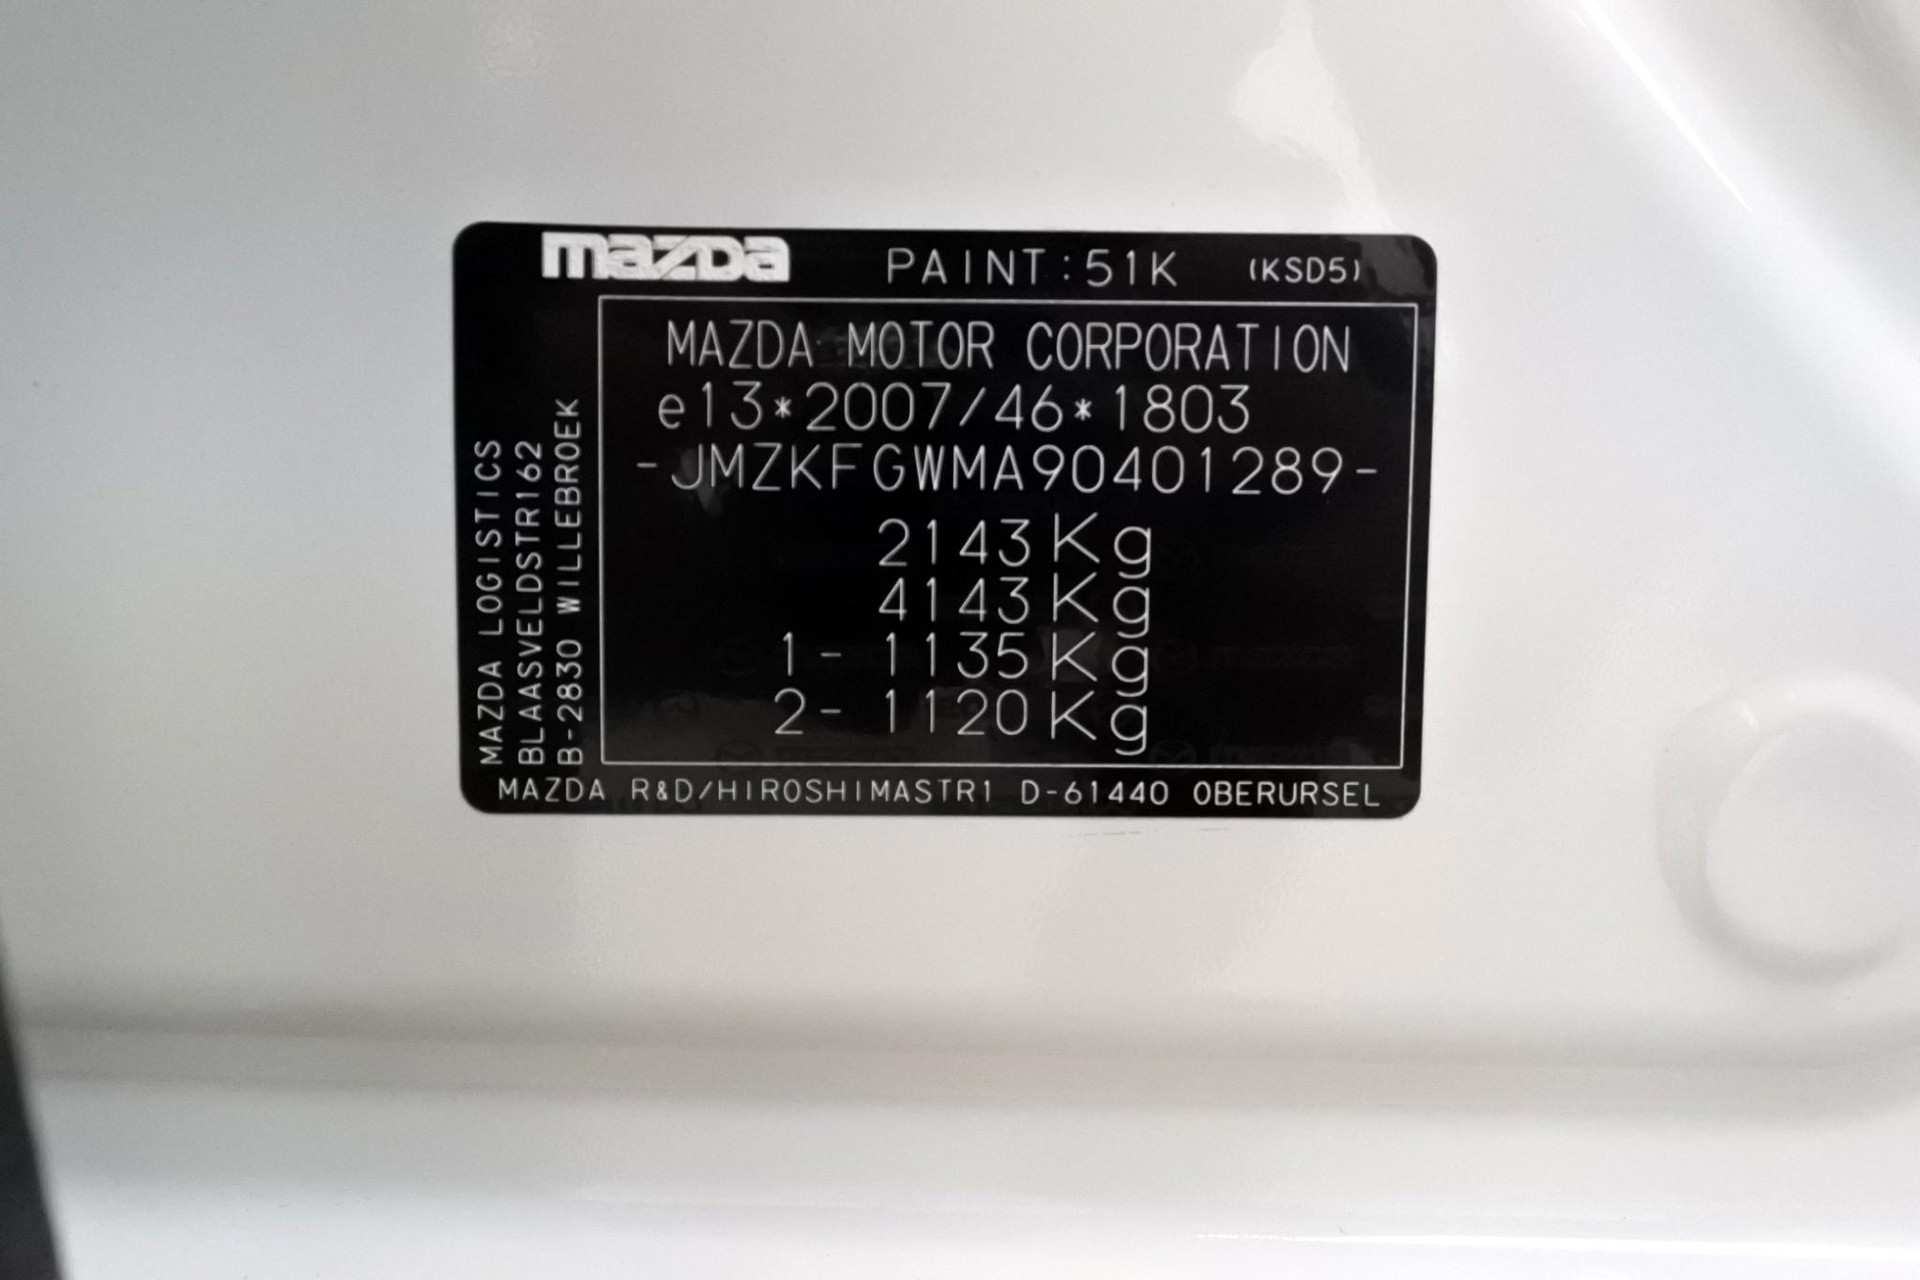 mazda PAINT:51K (KSD5)
MAZDA MOTOR CORPORATION
e13*2007/46*1803
-JMZKFGWMA90401289-
2143Kg
4143Kg
1- 1135Kg
2- 1120Kg
MAZDA LOGISTICS
BLAASVELDSTR162
B-2830 WILLEBROEK
MAZDA R&D/HIROSHIMASTR1 D-61440 OBERURSEL